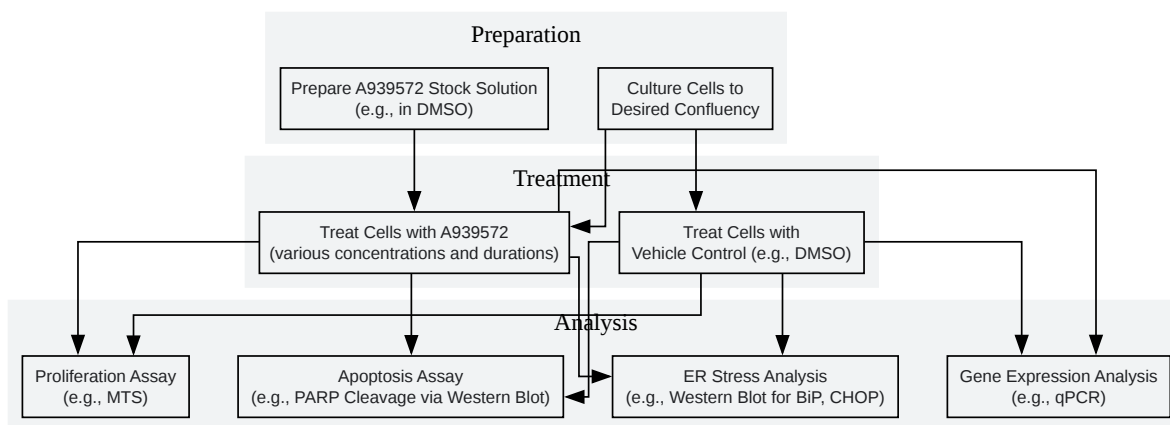 Preparation
Prepare A939572 Stock Solution
(e.g., in DMSO)
Culture Cells to
Desired Confluency
Treatment
Treat Cells with A939572
(various concentrations and durations)
Treat Cells with
Vehicle Control (e.g., DMSO)
Analysis
Proliferation Assay
(e.g., MTS)
Apoptosis Assay
(e.g., PARP Cleavage via Western Blot)
ER Stress Analysis
(e.g., Western Blot for BiP, CHOP)
Gene Expression Analysis
(e.g., qPCR)